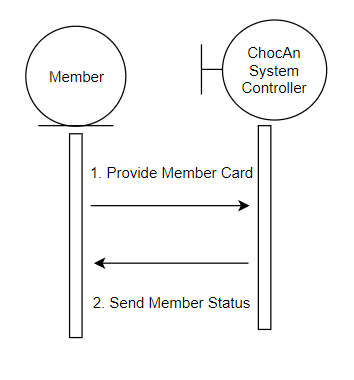 Member
ChocAn
System
Controller
1. Provide Member Card
2. Send Member Status